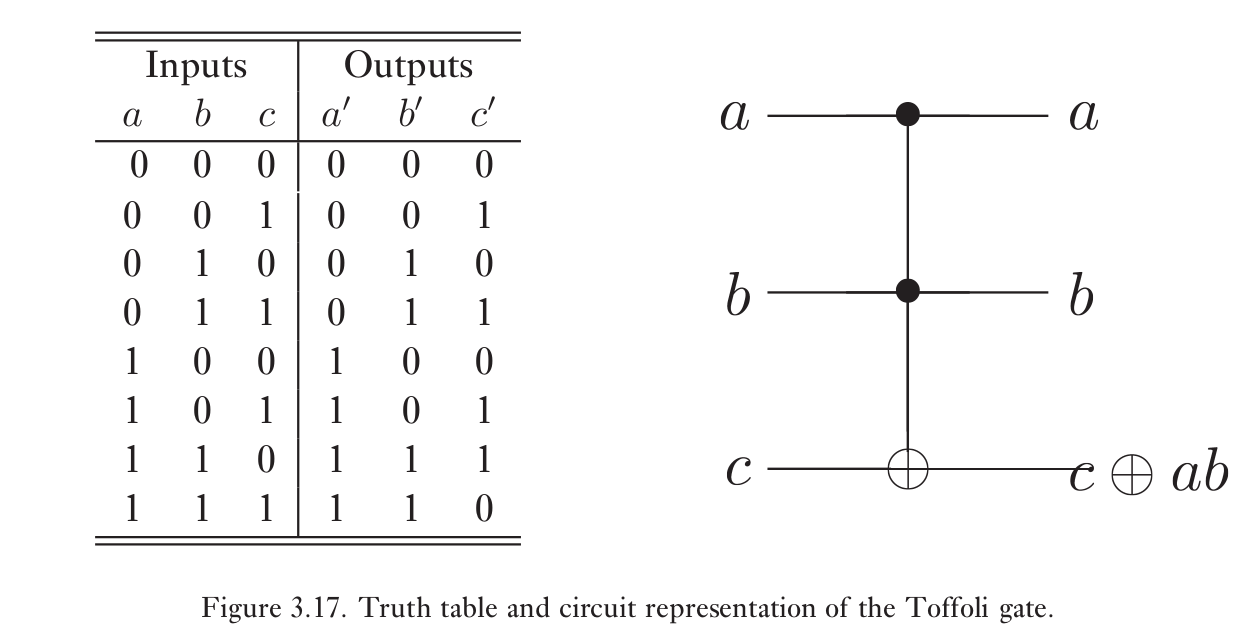 Inputs Outputs
a b c a′ b′ c′
0 0 0 0 0 0
0 0 1 0 0 1
0 1 0 0 1 0
0 1 1 0 1 1
1 0 0 1 0 0
1 0 1 1 0 1
1 1 0 1 1 1
1 1 1 1 1 0
a a
b b
c c ⊕ ab
Figure 3.17. Truth table and circuit representation of the Toffoli gate.